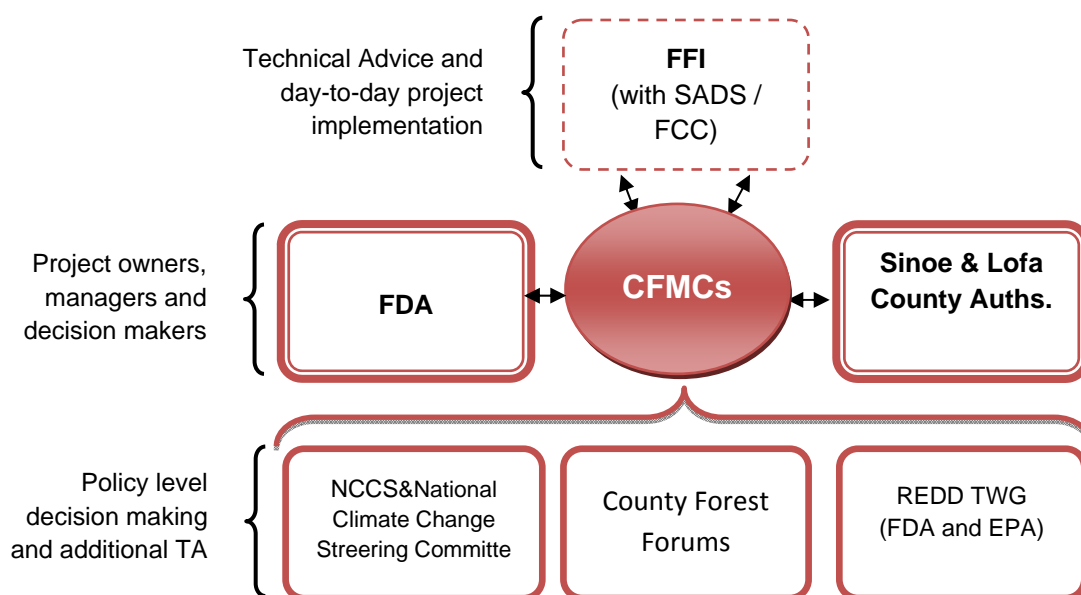 Technical Advice and
day-to-day project
implementation
FFI
(with SADS /
FCC)
Project owners,
managers and
decision makers
FDA
CFMCs
Sinoe & Lofa
County Auths.
Policy level
decision making
and additional TA
NCCS&National
Climate Change
Streering Committe
County Forest
Forums
REDD TWG
(FDA and EPA)